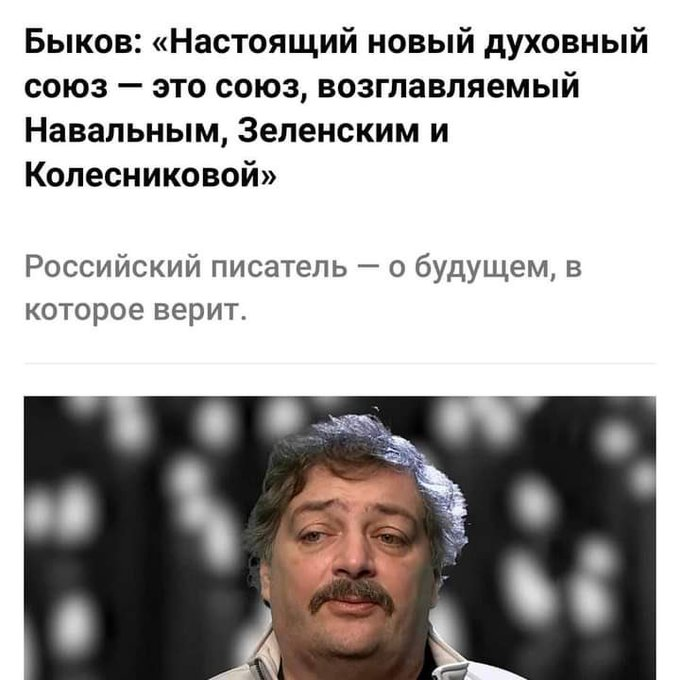 Быков: «Настоящий новый духовный
союз — это союз, возглавляемый
Навальным, Зеленским и
Колесниковой»
Российский писатель — о будущем, в
которое верит.